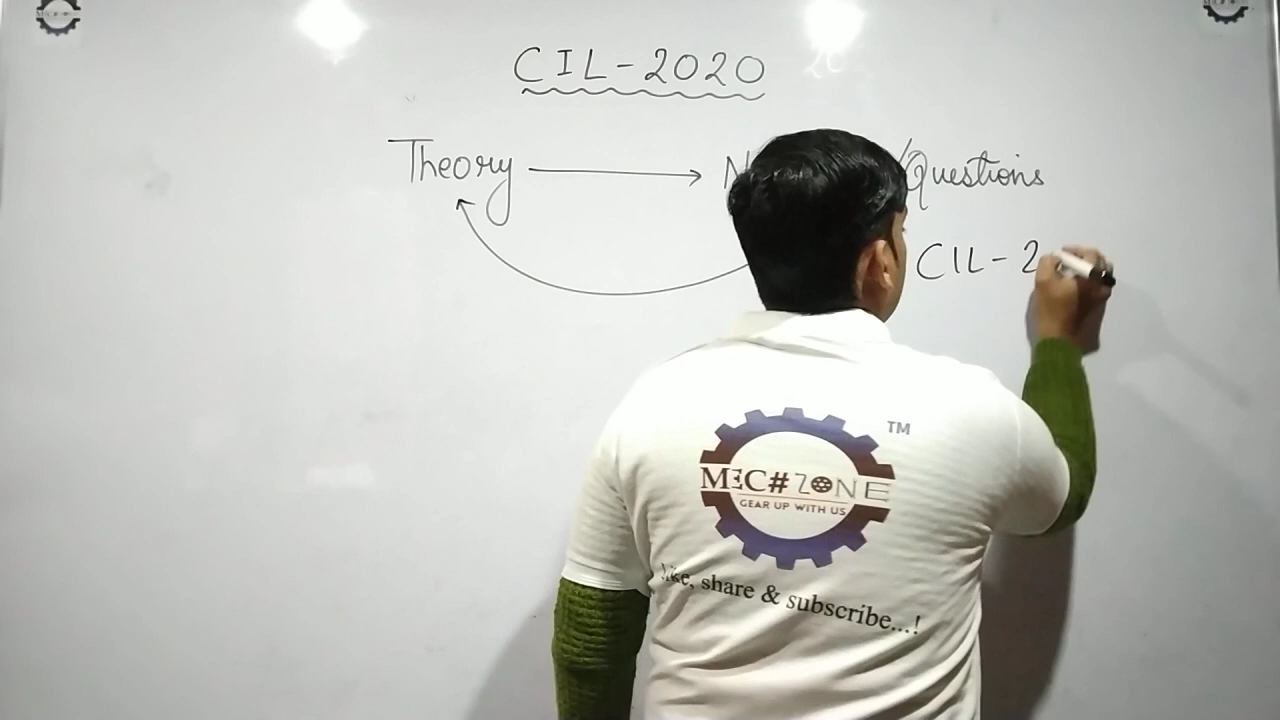 CIL-2020
Theory → /Questions
CIL-2
TM
MEC# ZONE
GEAR UP WITH US
share & subscribe...!